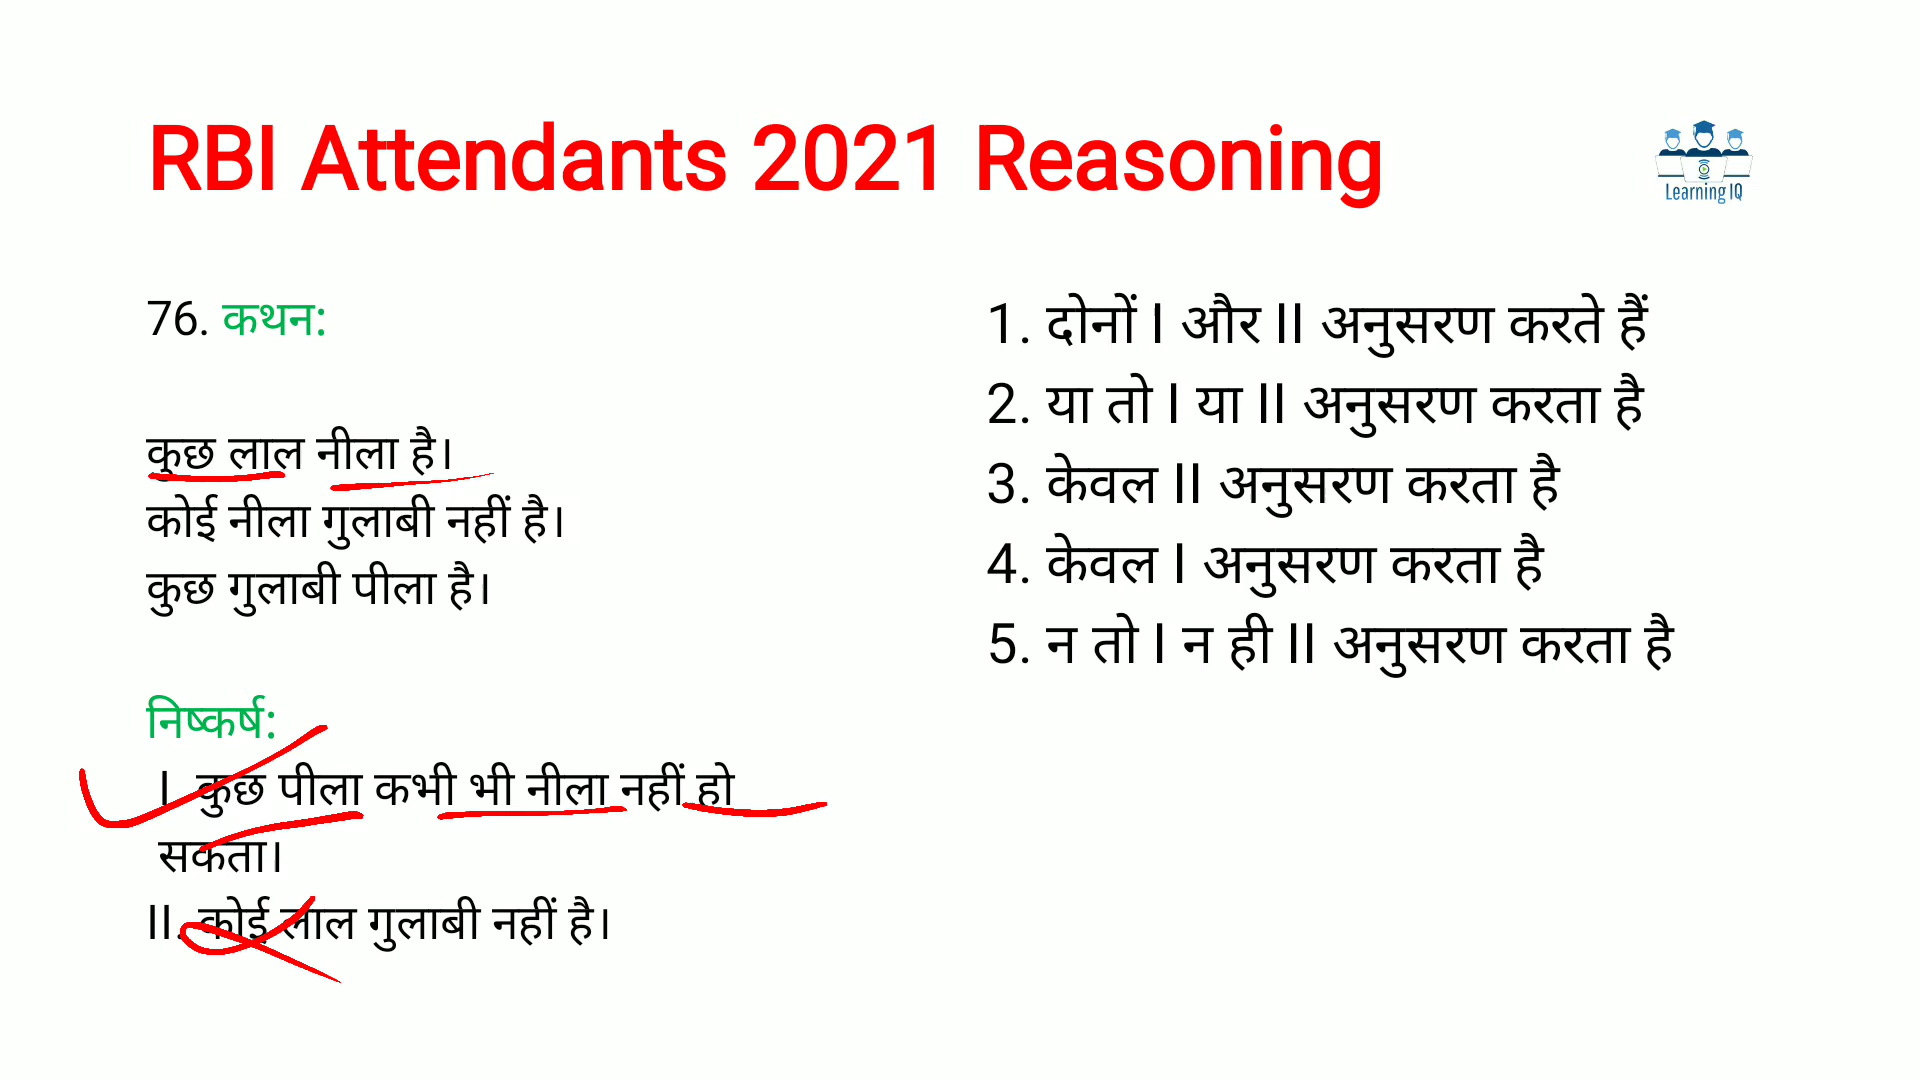 RBI Attendants 2021 Reasoning
Learning IQ
76. कथन:
कुछ लाल नीला है।
कोई नीला गुलाबी नहीं है।
कुछ गुलाबी पीला है।
निष्कर्ष:
I. कुछ पीला कभी भी नीला नहीं हो
सकता।
II. कोई लाल गुलाबी नहीं है।
1. दोनों I और II अनुसरण करते हैं
2. या तो I या II अनुसरण करता है
3. केवल II अनुसरण करता है
4. केवल I अनुसरण करता है
5. न तो I न ही II अनुसरण करता है